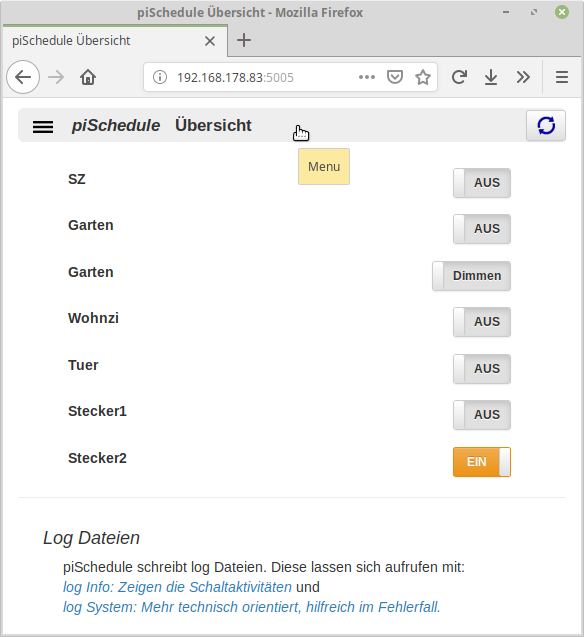 piSchedule Übersicht - Mozilla Firefox
piSchedule Übersicht
192.168.178.83:5005
piSchedule Übersicht
Menu
SZ AUS
Garten AUS
Garten Dimmen
Wohnzi AUS
Tuer AUS
Stecker1 AUS
Stecker2 EIN
Log Dateien
piSchedule schreibt log Dateien. Diese lassen sich aufrufen mit:
log Info: Zeigen die Schaltaktivitäten und
log System: Mehr technisch orientiert, hilfreich im Fehlerfall.